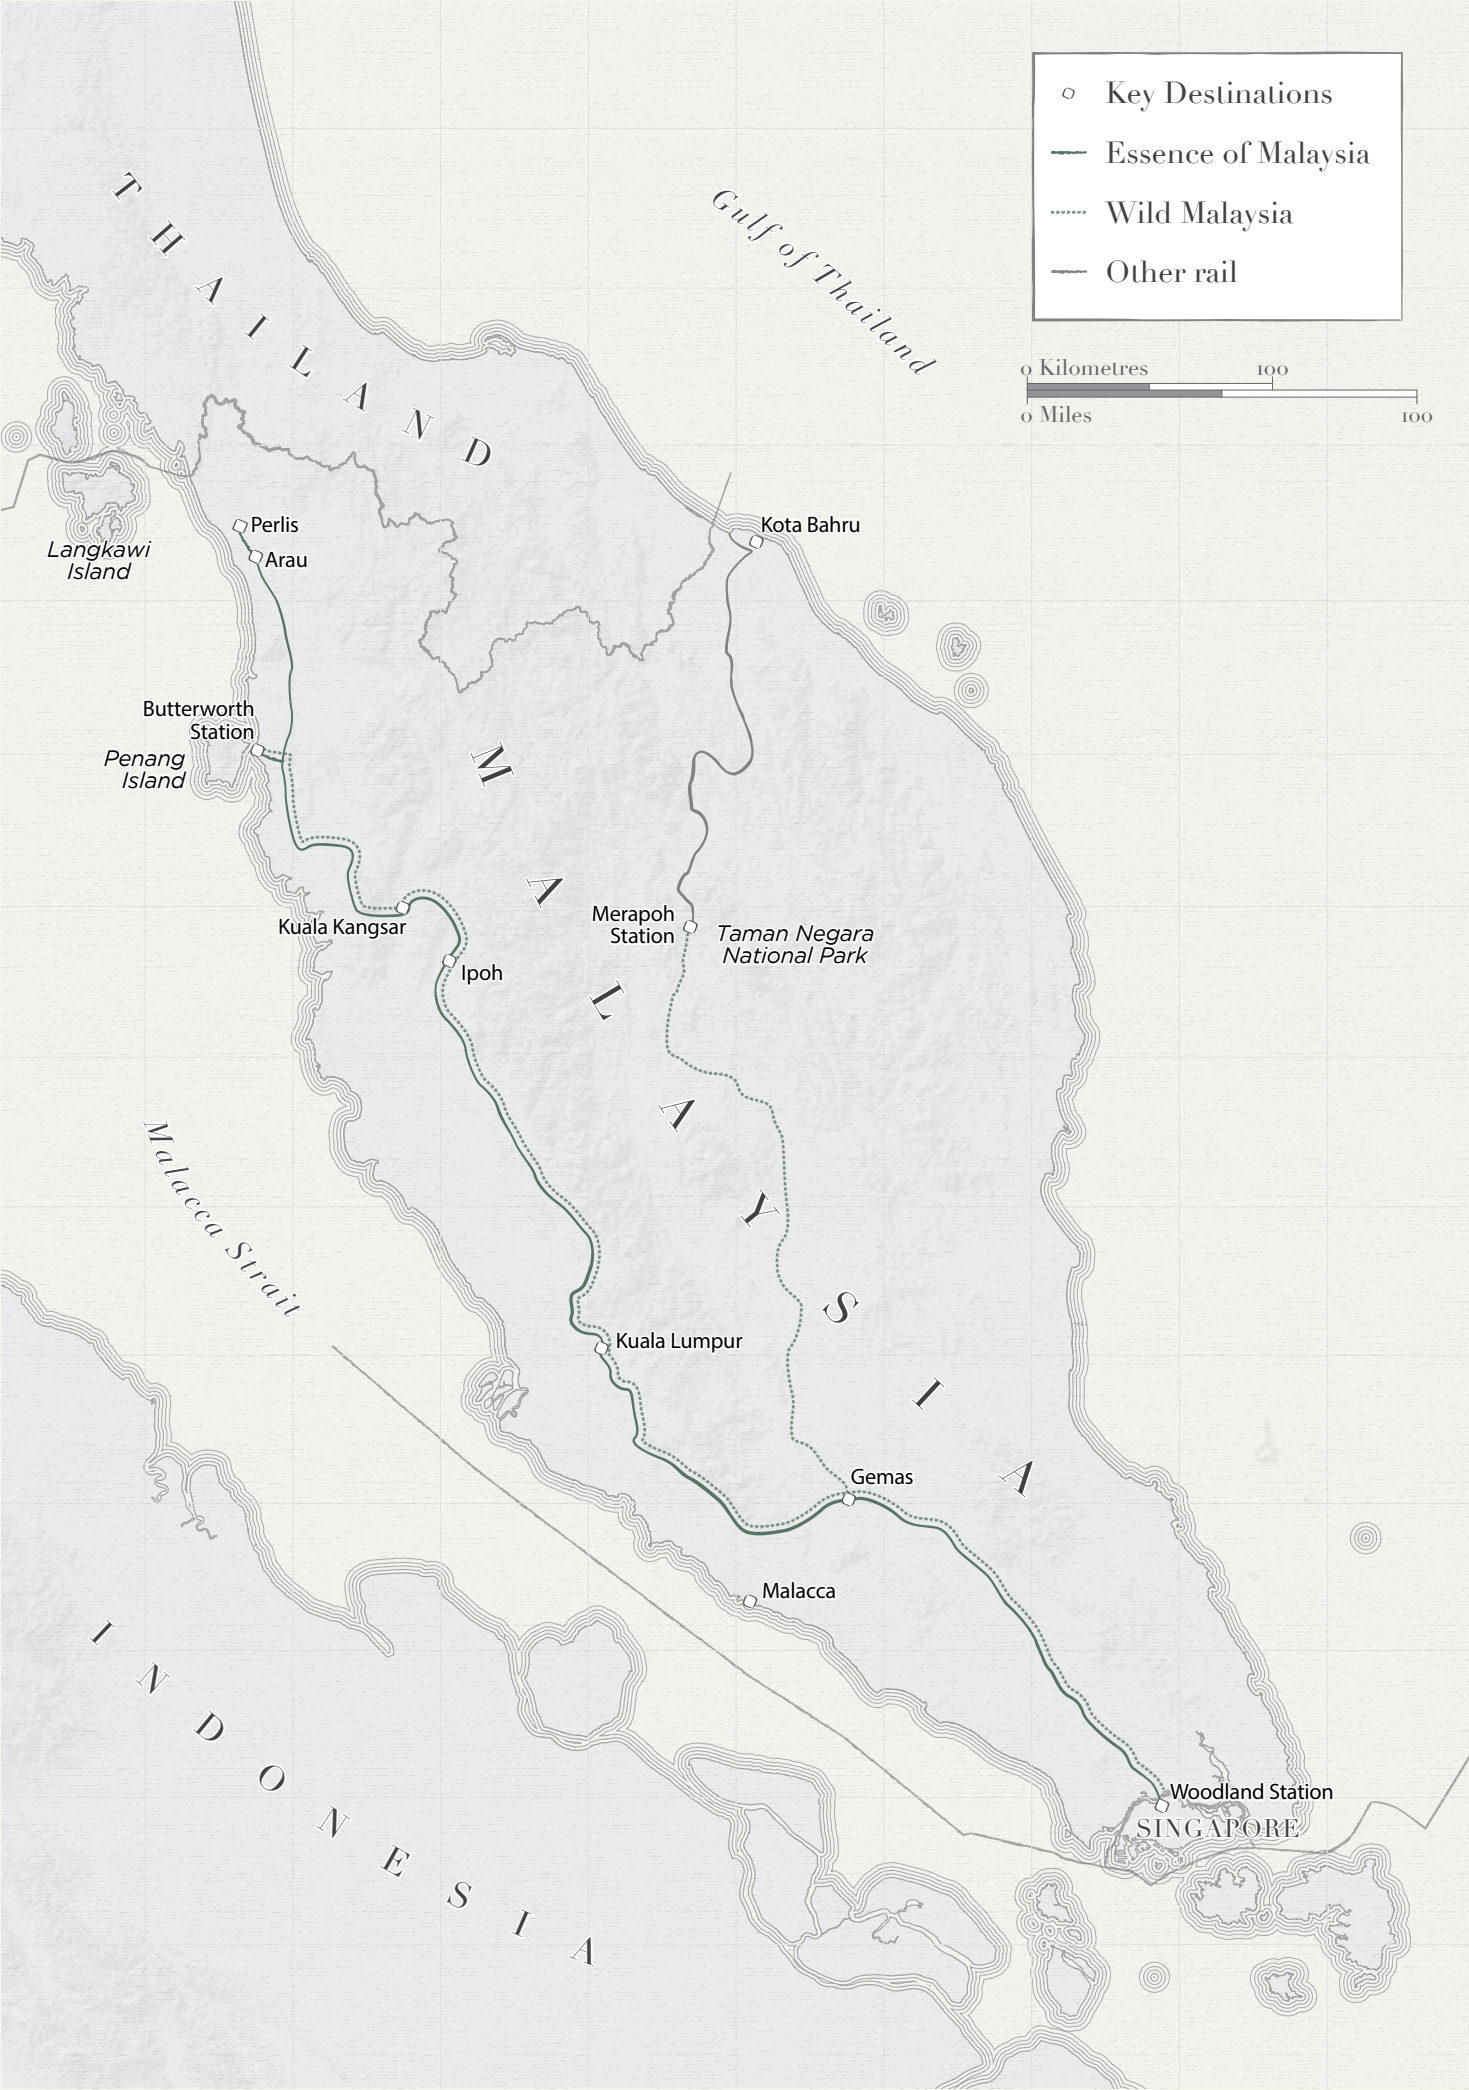 Key Destinations
Essence of Malaysia
Wild Malaysia
Other rail
0 Kilometres 100
0 Miles 100
THAILAND
Gulf of Thailand
Perlis
Arau
Langkawi
Island
Kota Bahru
Butterworth
Station
Penang
Island
MALAYSIA
Kuala Kangsar
Merapoh
Station
Taman Negara
National Park
Ipoh
Malacca Strait
Kuala Lumpur
Gemas
Malacca
INDONESIA
Woodland Station
SINGAPORE